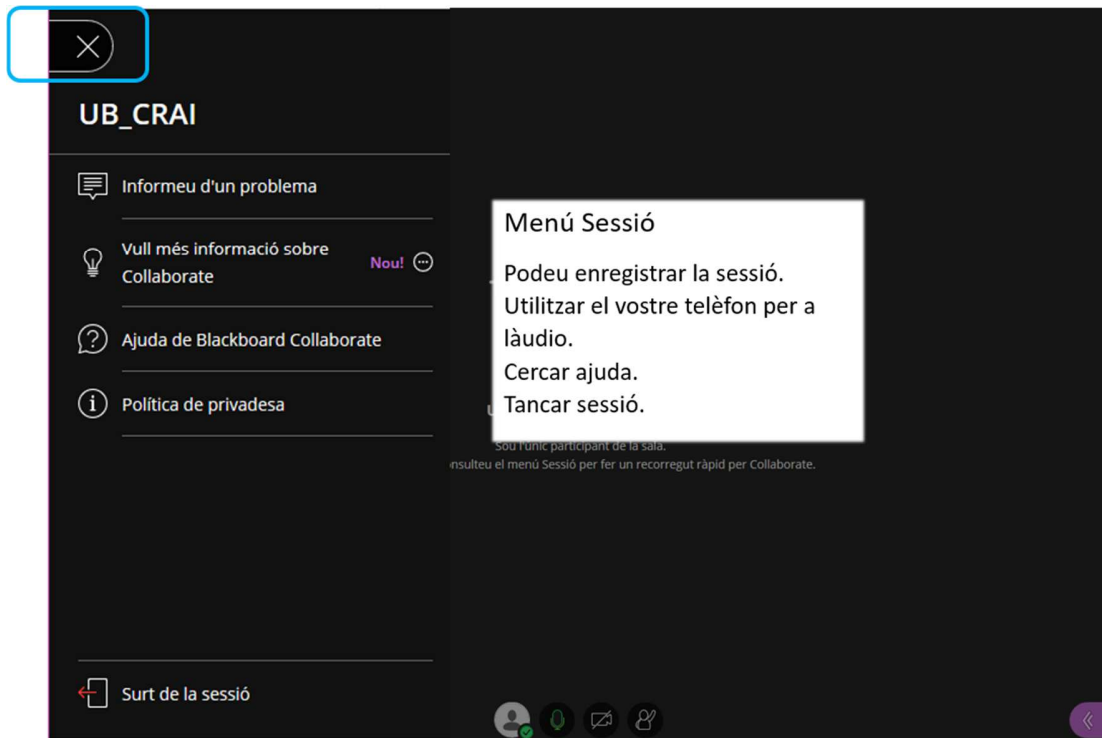 UB_CRAI
Informeu d'un problema
Vull més informació sobre
Collaborate
Nou!
Ajuda de Blackboard Collaborate
Política de privadesa
Surt de la sessió
Menú Sessió
Podeu enregistrar la sessió.
Utilitzar el vostre telèfon per a
làudio.
Cercar ajuda.
Tancar sessió.
Sou l'únic participant de la sala.
el menú Sessió per fer un recorregut ràpid per Collaborate.